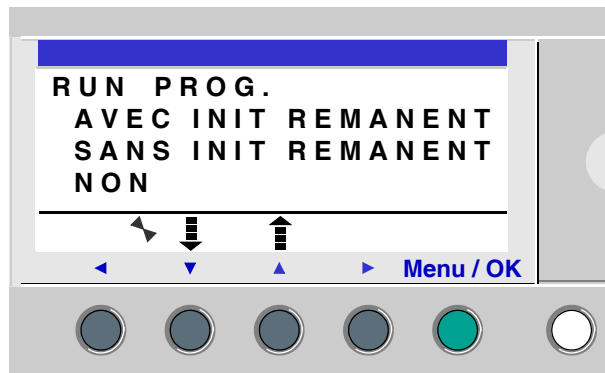 RUN PROG.
AVEC INIT REMANENT
SANS INIT REMANENT
NON
Menu / OK